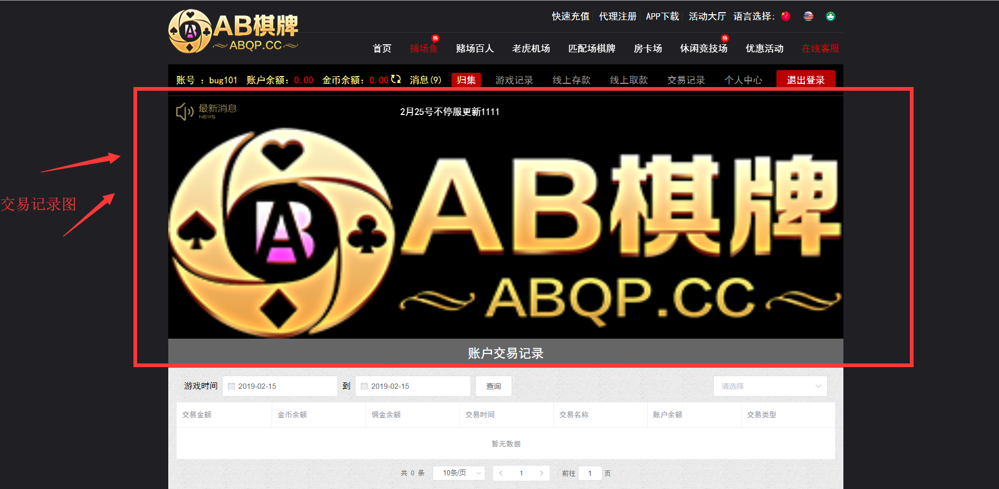 AB棋牌
ABQP.CC
快速充值 代理注册 APP下载 活动大厅 语言选择:
热 热
首页 捕场鱼 赌场百人 老虎机场 匹配场棋牌 房卡场 休闲竞技场 优惠活动 在线客服
账号 : bug101 账户余额: 0.00 金币余额: 0.00 消息(9) 归集 游戏记录 线上存款 线上取款 交易记录 个人中心 退出登录
最新消息
NEWS
2月25号不停服更新1111
AB
AB棋牌
ABQP.CC
交易记录图
账户交易记录
游戏时间 2019-02-15 到 2019-02-15 查询 请选择
交易金额 金币余额 佣金余额 交易时间 交易名称 账户余额 交易类型
暂无数据
共 0 条 10条/页 1 前往 1 页